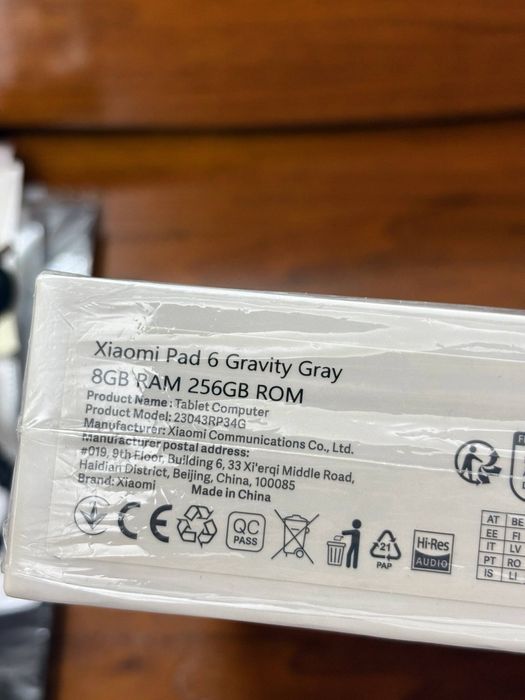 Xiaomi Pad 6 Gravity Gray
8GB RAM 256GB ROM
Product Name : Tablet Computer
Product Model: 23043RP34G
Manufacturer: Xiaomi Communications Co., Ltd.
Manufacturer postal address:
#019, 9th Floor, Building 6, 33 Xi'erqi Middle Road,
Haidian District, Beijing, China, 100085
Brand: Xiaomi Made in China
CE
QC
PASS
21
PAP
Hi-Res
AUDIO
AT BE
EE FI
IT LV
PT RO
IS LI